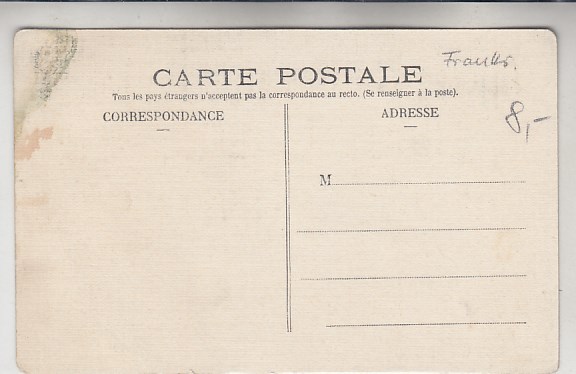 CARTE POSTALE
Tous les pays étrangers n'acceptent pas la correspondance au recto. (Se renseigner à la poste).
CORRESPONDANCE
ADRESSE
8,-
M